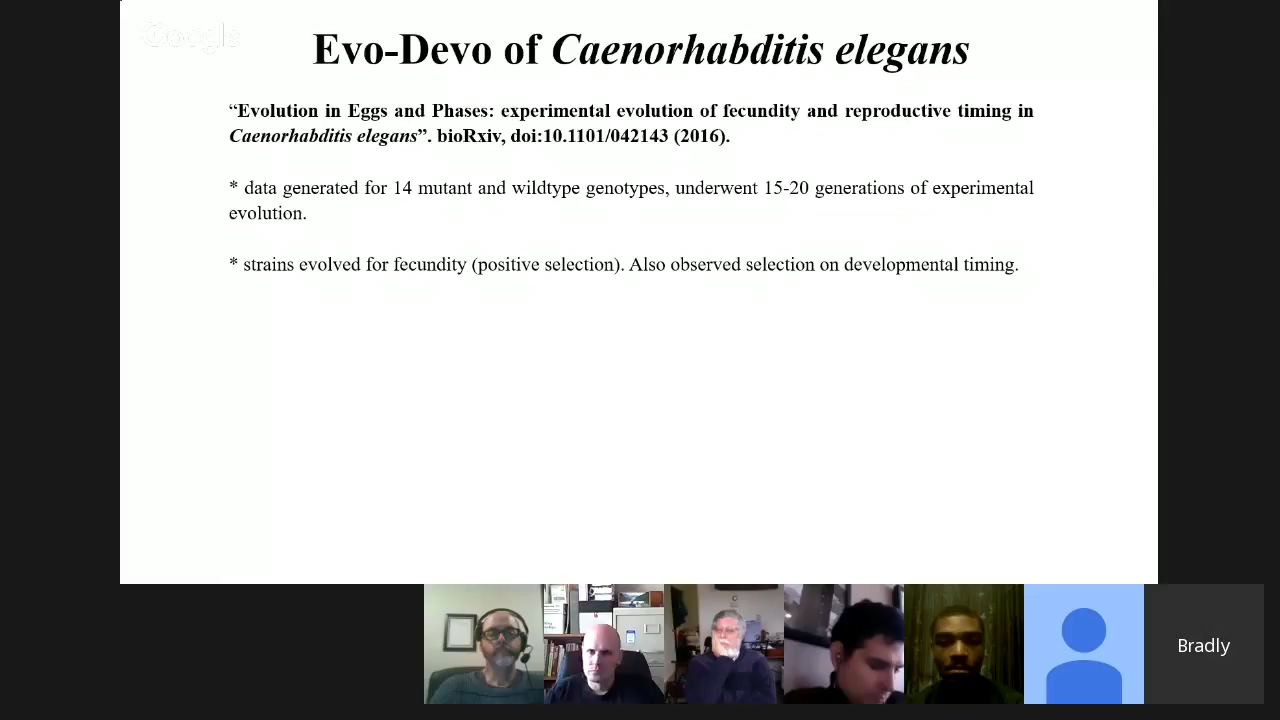 Google
Evo-Devo of Caenorhabditis elegans
“Evolution in Eggs and Phases: experimental evolution of fecundity and reproductive timing in
Caenorhabditis elegans”. bioRxiv, doi:10.1101/042143 (2016).
* data generated for 14 mutant and wildtype genotypes, underwent 15-20 generations of experimental
evolution.
* strains evolved for fecundity (positive selection). Also observed selection on developmental timing.
Bradly